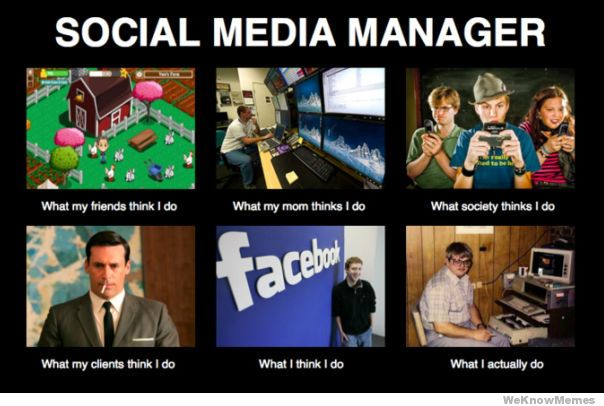 SOCIAL MEDIA MANAGER
What my friends think I do
What my mom thinks I do
What society thinks I do
facebook
What my clients think I do
What I think I do
What I actually do
WeKnowMemes